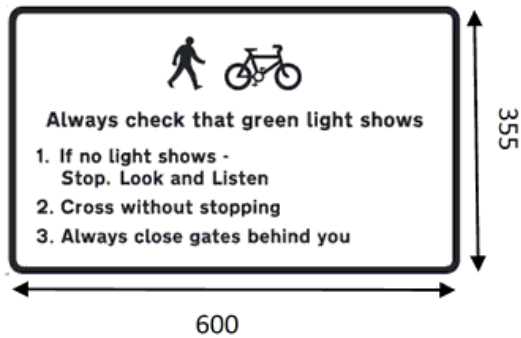 Always check that green light shows
1. If no light shows -
Stop. Look and Listen
2. Cross without stopping
3. Always close gates behind you
355
600